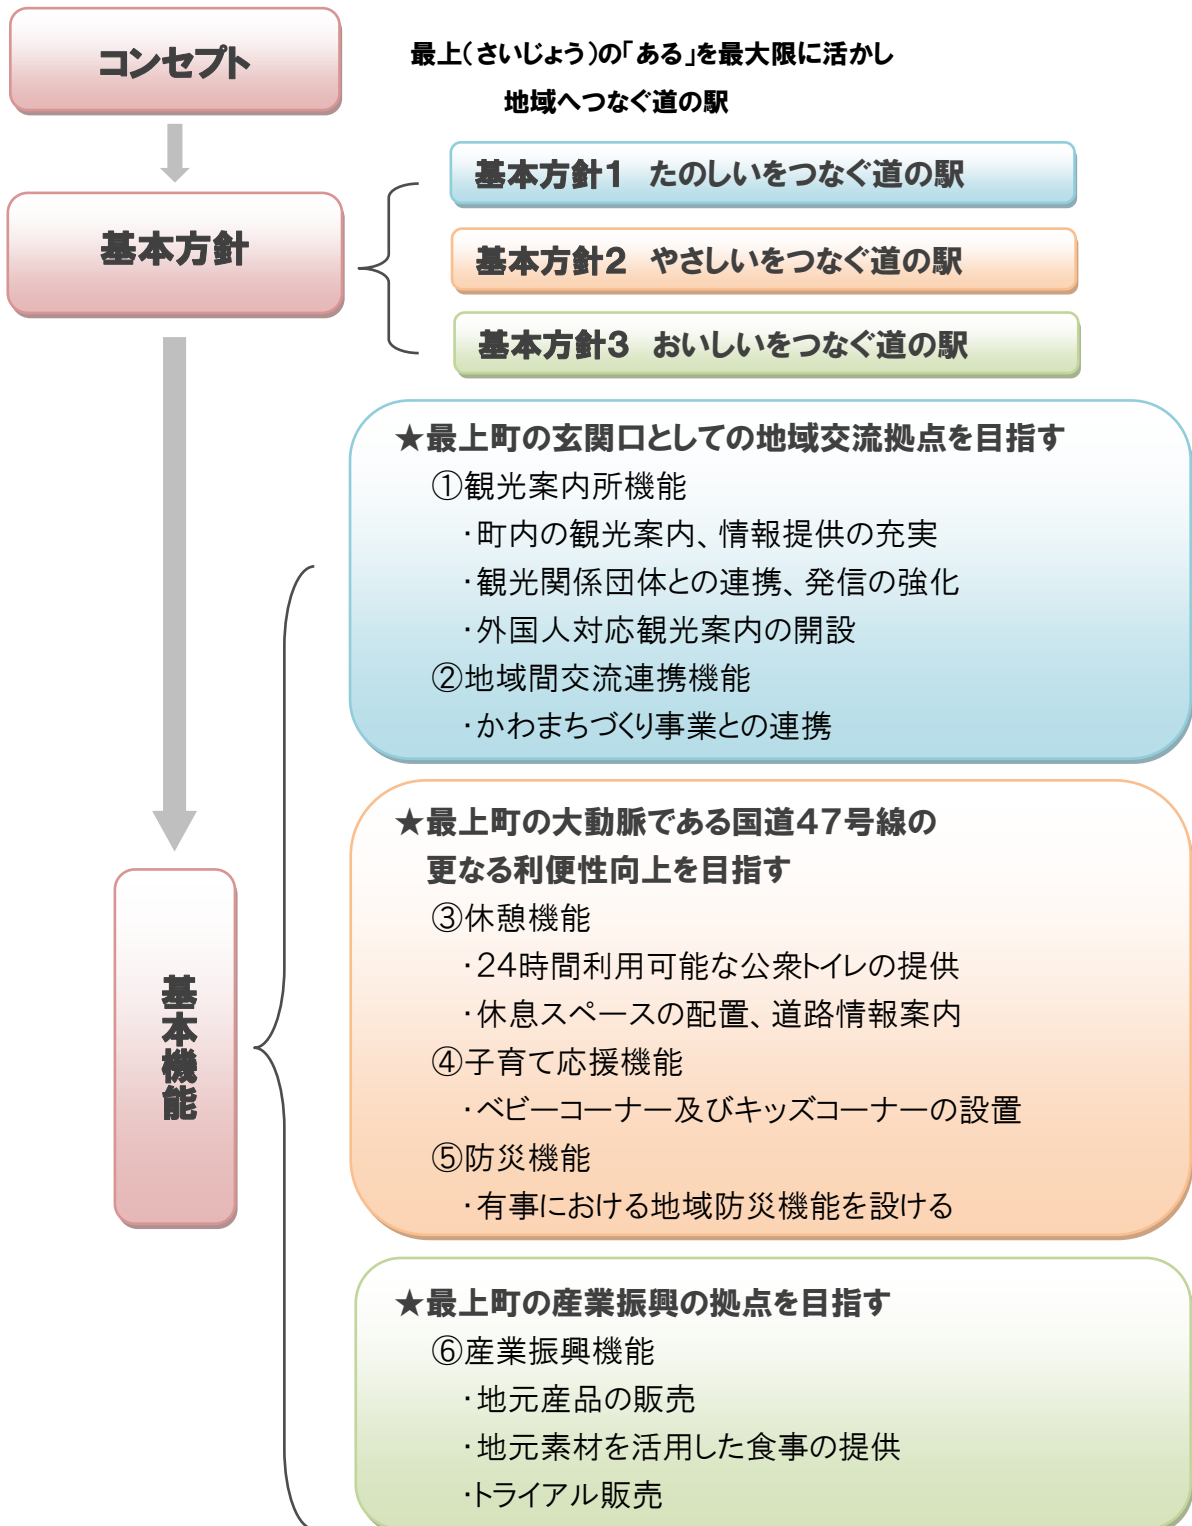 コンセプト
最上(さいじょう)の「ある」を最大限に活かし
地域へつなぐ道の駅
基本方針
基本方針1 たのしいをつなぐ道の駅
基本方針2 やさしいをつなぐ道の駅
基本方針3 おいしいをつなぐ道の駅
基本機能
★最上町の玄関口としての地域交流拠点を目指す
①観光案内所機能
・町内の観光案内、情報提供の充実
・観光関係団体との連携、発信の強化
・外国人対応観光案内の開設
②地域間交流連携機能
・かわまちづくり事業との連携
★最上町の大動脈である国道47号線の
更なる利便性向上を目指す
③休憩機能
・24時間利用可能な公衆トイレの提供
・休息スペースの配置、道路情報案内
④子育て応援機能
・ベビーコーナー及びキッズコーナーの設置
⑤防災機能
・有事における地域防災機能を設ける
★最上町の産業振興の拠点を目指す
⑥産業振興機能
・地元産品の販売
・地元素材を活用した食事の提供
・トライアル販売